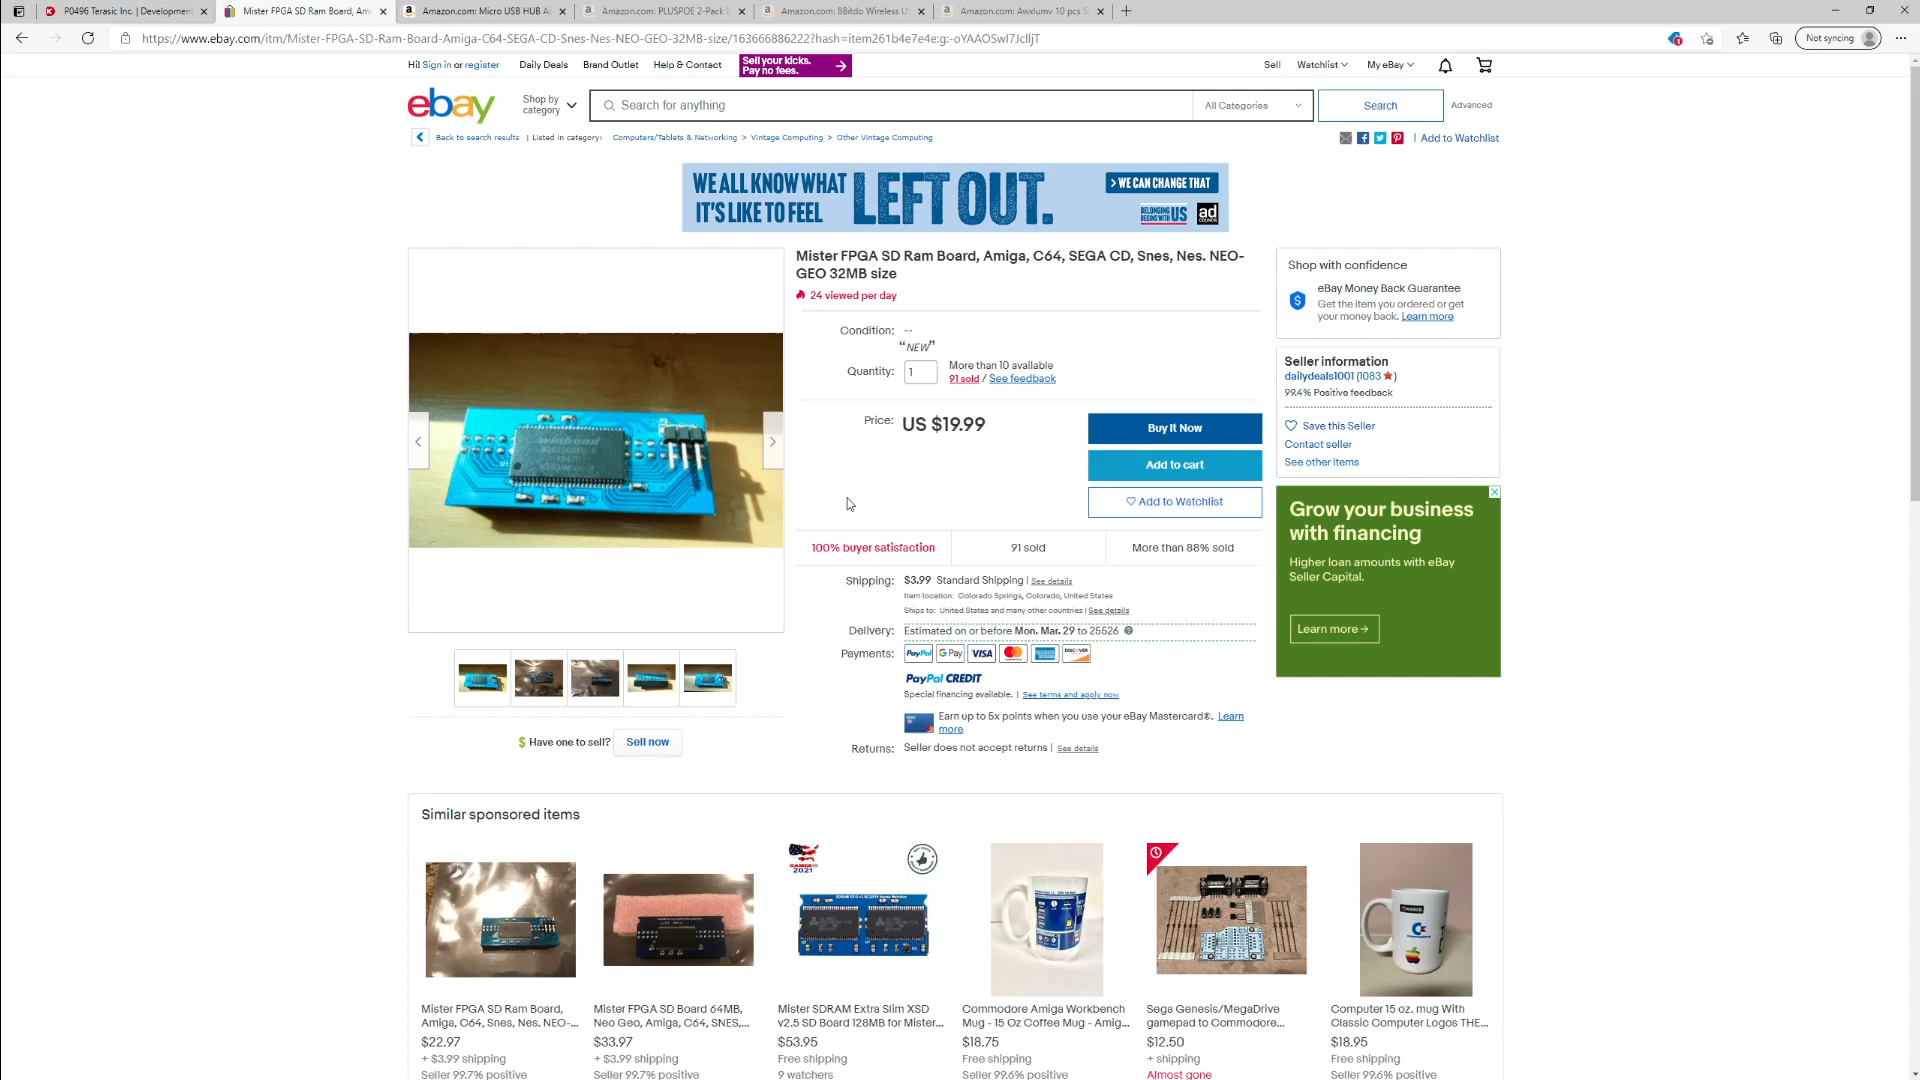 P0496 Terasic Inc. | Development
Mister FPGA SD Ram Board, Am
Amazon.com: Micro USB HUB Ad
Amazon.com: PLUSPOE 2-Pack M
Amazon.com: 8Bitdo Wireless U
Amazon.com: Awxlumv 10 pcs S
https://www.ebay.com/itm/Mister-FPGA-SD-Ram-Board-Amiga-C64-SEGA-CD-Snes-Nes-NEO-GEO-32MB-size/163666886222?hash=item261b4e7e4e:g:-oYAAOSwI7JclljT
1
Not syncing
Hi! Sign in or register
Daily Deals
Brand Outlet
Help & Contact
Sell your kicks.
Pay no fees.
Sell
Watchlist
My eBay
ebay
Shop by
category
Search for anything
All Categories
Search
Advanced
Back to search results | Listed in category: Computers/Tablets & Networking > Vintage Computing > Other Vintage Computing
| Add to Watchlist
WE ALL KNOW WHAT
IT'S LIKE TO FEEL
LEFT OUT.
> WE CAN CHANGE THAT
BELONGING
BEGINS WITH US
ad
COUNCIL
Mister FPGA SD Ram Board, Amiga, C64, SEGA CD, Snes, Nes. NEO-
GEO 32MB size
24 viewed per day
Condition: --
“NEW”
Quantity: 1
More than 10 available
91 sold / See feedback
Price: US $19.99
Buy It Now
Add to cart
Add to Watchlist
100% buyer satisfaction
91 sold
More than 88% sold
Shipping: $3.99 Standard Shipping | See details
Item location: Colorado Springs, Colorado, United States
Ships to: United States and many other countries | See details
Delivery: Estimated on or before Mon. Mar. 29 to 25526
Payments: PayPal G Pay VISA DISCOVER
PayPal CREDIT
Special financing available. | See terms and apply now
Earn up to 5x points when you use your eBay Mastercard®. Learn
more
Returns: Seller does not accept returns | See details
Shop with confidence
eBay Money Back Guarantee
Get the item you ordered or get
your money back. Learn more
Seller information
dailydeals1001 (1083 )
99.4% Positive feedback
Save this Seller
Contact seller
See other items
Grow your business
with financing
Higher loan amounts with eBay
Seller Capital.
Learn more →
winbond
Have one to sell? Sell now
Similar sponsored items
2021
Mister FPGA SD Ram Board,
Amiga, C64, Snes, Nes. NEO-...
$22.97
+ $3.99 shipping
Seller 99.7% positive
Mister FPGA SD Board 64MB,
Neo Geo, Amiga, C64, SNES,...
$33.97
+ $3.99 shipping
Seller 99.7% positive
Mister SDRAM Extra Slim XSD
v2.5 SD Board 128MB for Mister...
$53.95
Free shipping
9 watchers
Commodore Amiga Workbench
Mug - 15 Oz Coffee Mug - Amig...
$18.75
Free shipping
Seller 99.6% positive
Sega Genesis/MegaDrive
gamepad to Commodore...
$12.50
+ shipping
Almost gone
Computer 15 oz. mug With
Classic Computer Logos THE...
$18.95
Free shipping
Seller 99.6% positive